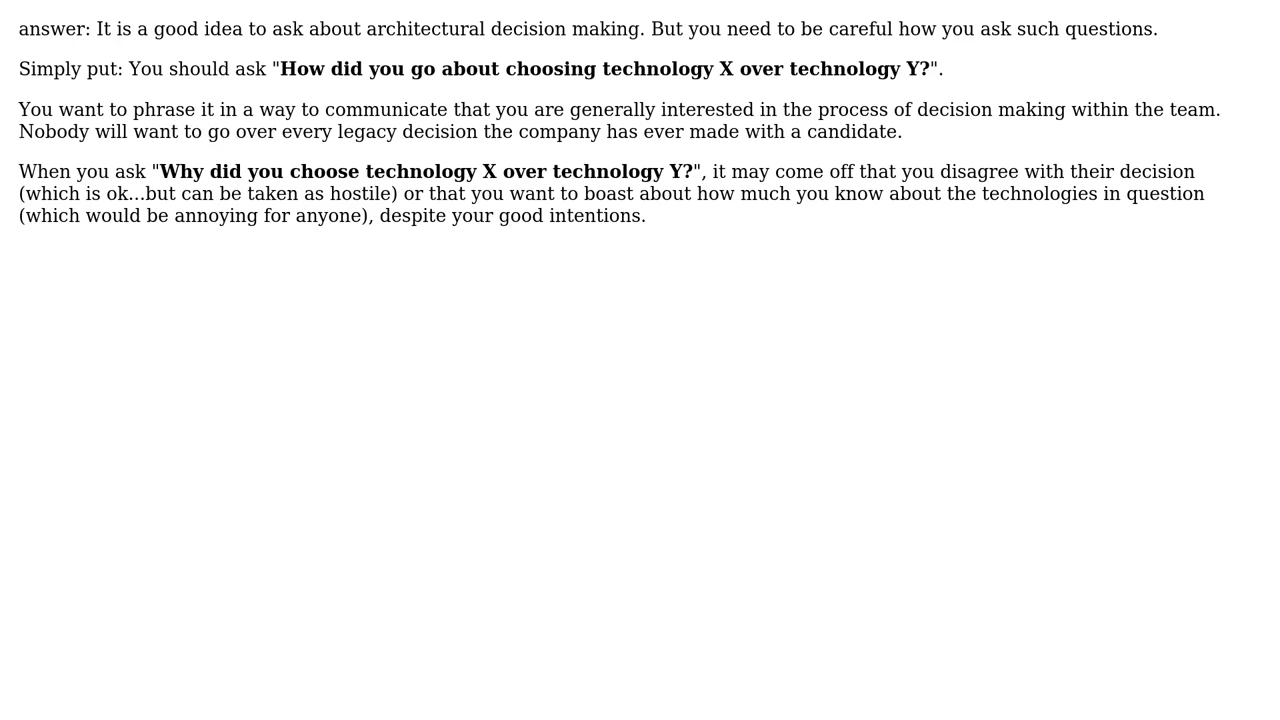 answer: It is a good idea to ask about architectural decision making. But you need to be careful how you ask such questions.
Simply put: You should ask "How did you go about choosing technology X over technology Y?".
You want to phrase it in a way to communicate that you are generally interested in the process of decision making within the team.
Nobody will want to go over every legacy decision the company has ever made with a candidate.
When you ask "Why did you choose technology X over technology Y?", it may come off that you disagree with their decision
(which is ok...but can be taken as hostile) or that you want to boast about how much you know about the technologies in question
(which would be annoying for anyone), despite your good intentions.